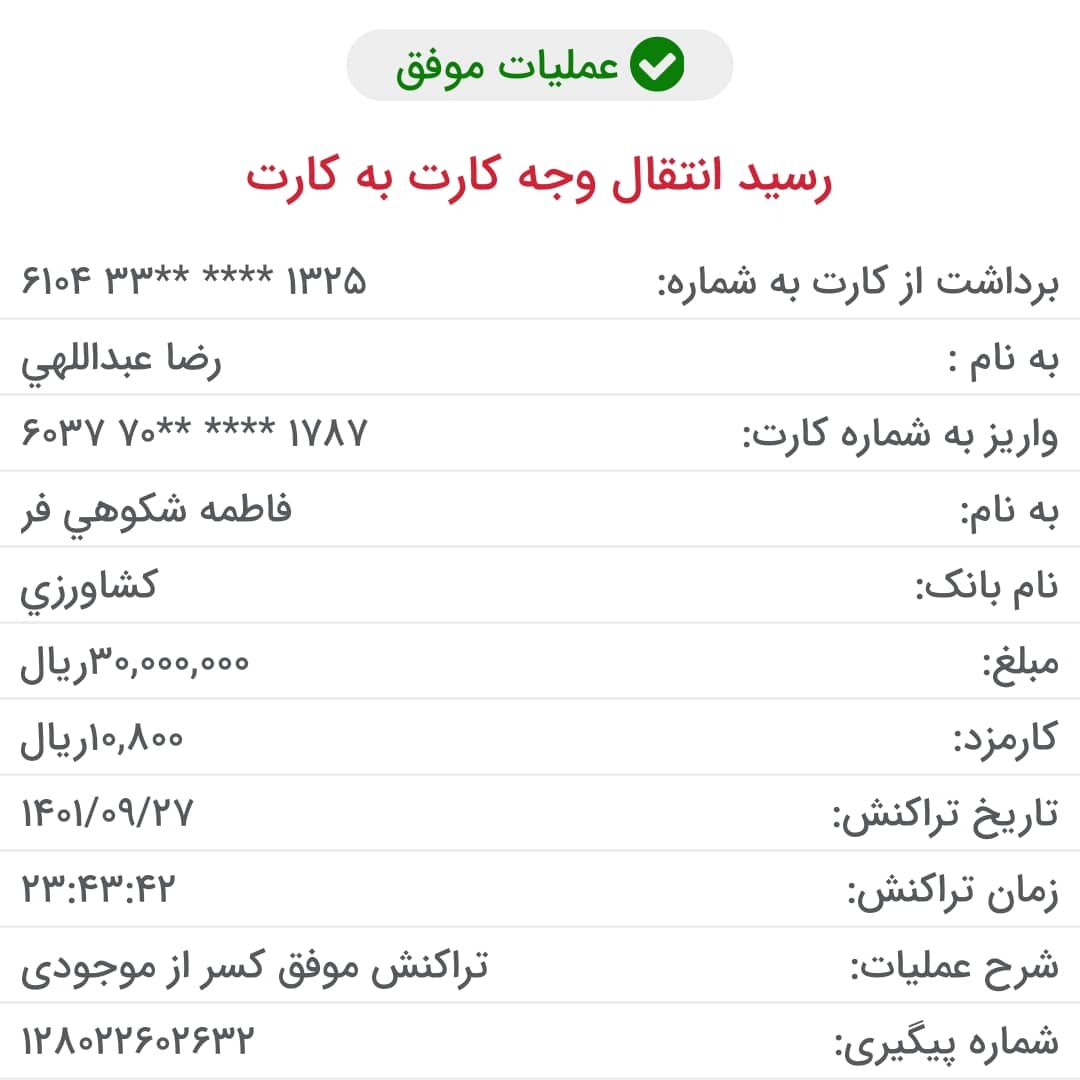 عملیات موفق
رسید انتقال وجه کارت به کارت
برداشت از کارت به شماره: ۶۱۰۴ ۳۳** **** ۱۳۲۵
به نام : رضا عبداللهي
واریز به شماره کارت: ۶۰۳۷ ۷۰** **** ۱۷۸۷
به نام: فاطمه شكوهي فر
نام بانک: كشاورزي
مبلغ: ۳۰,۰۰۰,۰۰۰ریال
کارمزد: ۱۰,۸۰۰ریال
تاریخ تراکنش: ۱۴۰۱/۰۹/۲۷
زمان تراکنش: ۲۳:۴۳:۴۲
شرح عملیات: تراکنش موفق کسر از موجودی
شماره پیگیری: ۱۲۸۰۲۲۶۰۲۶۳۲